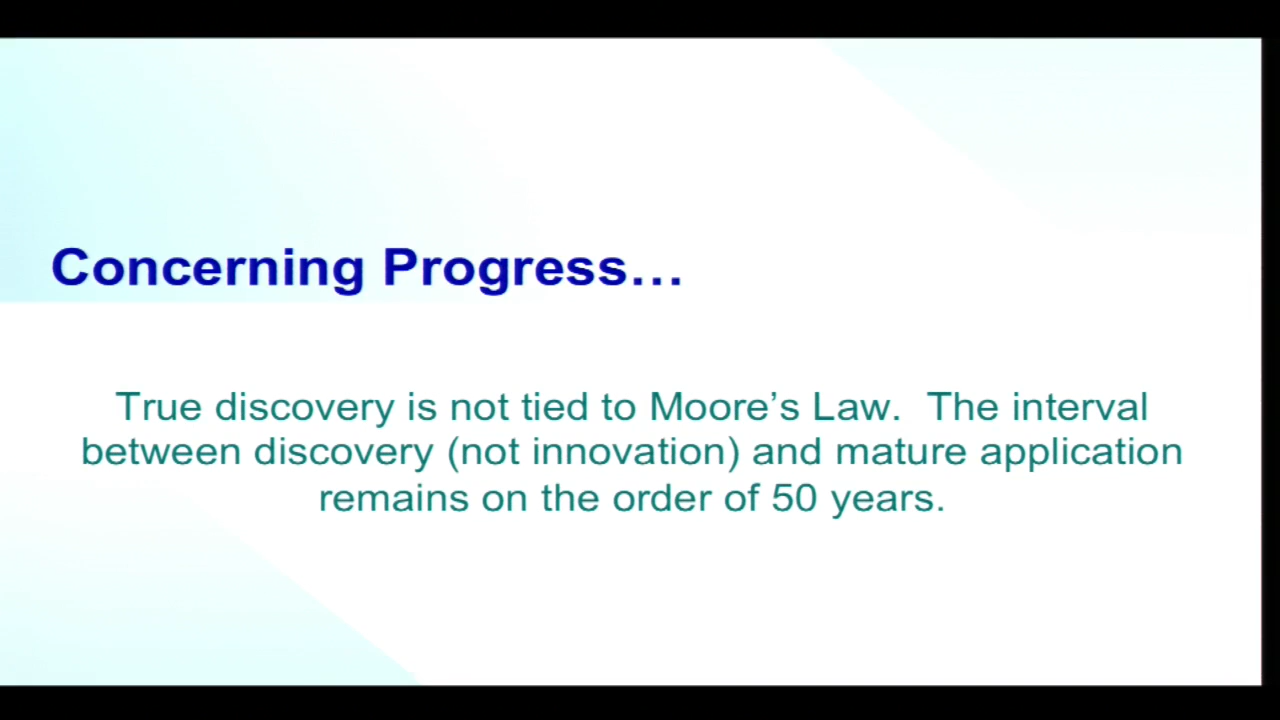 Concerning Progress…
True discovery is not tied to Moore’s Law.  The interval
between discovery (not innovation) and mature application
remains on the order of 50 years.